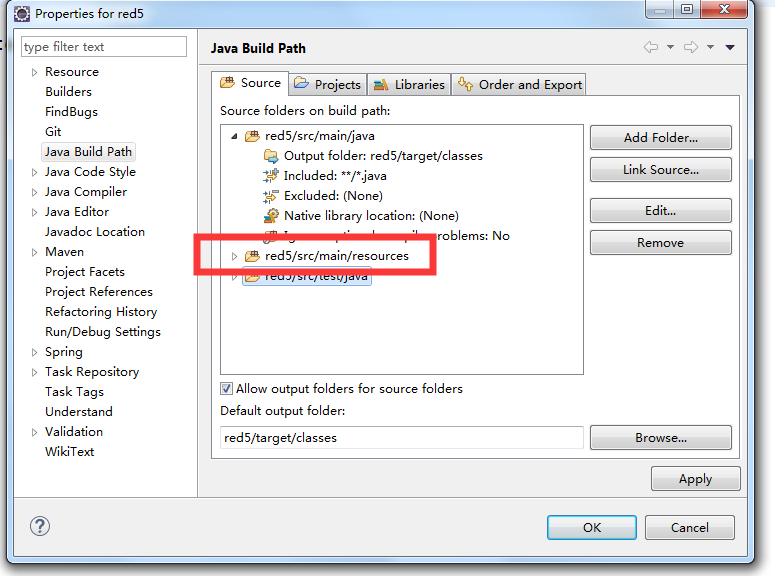 Properties for red5
type filter text
Resource
Builders
FindBugs
Git
Java Build Path
Java Code Style
Java Compiler
Java Editor
Javadoc Location
Maven
Project Facets
Project References
Refactoring History
Run/Debug Settings
Spring
Task Repository
Task Tags
Understand
Validation
WikiText
Java Build Path
Source
Projects
Libraries
Order and Export
Source folders on build path:
red5/src/main/java
Output folder: red5/target/classes
Included: **/*.java
Excluded: (None)
Native library location: (None)
problems: No
red5/src/main/resources
red5/src/test/java
Add Folder...
Link Source...
Edit...
Remove
Allow output folders for source folders
Default output folder:
red5/target/classes
Browse...
Apply
OK
Cancel